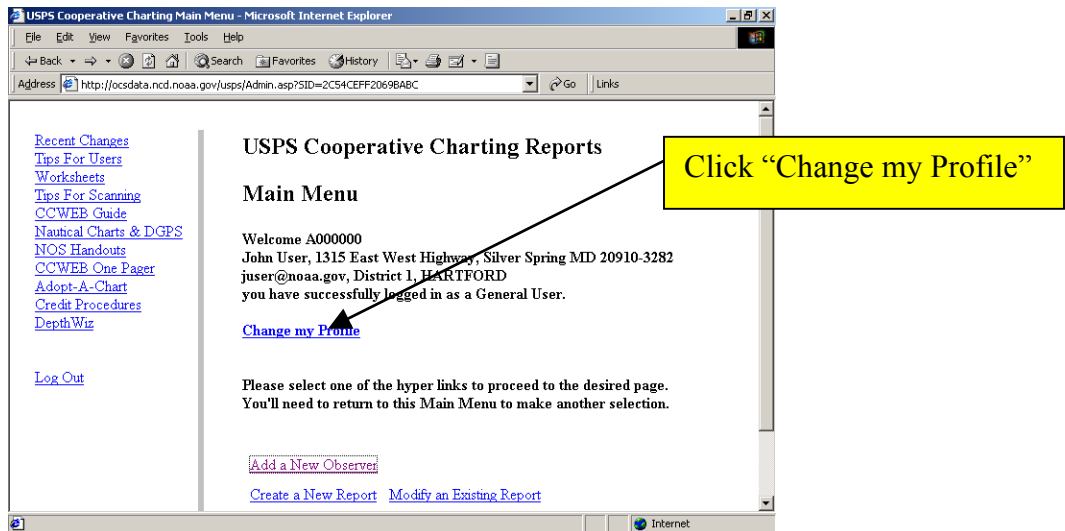 USPS Cooperative Charting Main Menu - Microsoft Internet Explorer
File Edit View Favorites Tools Help
Back Search Favorites History
Address http://ocsdata.ncd.noaa.gov/usps/Admin.asp?SID=2C54CEFF2069BABC Go Links
Recent Changes
Tips For Users
Worksheets
Tips For Scanning
CCWEB Guide
Nautical Charts & DGPS
NOS Handouts
CCWEB One Pager
Adopt-A-Chart
Credit Procedures
DepthWiz
Log Out
USPS Cooperative Charting Reports
Main Menu
Welcome A000000
John User, 1315 East West Highway, Silver Spring MD 20910-3282
juser@noaa.gov, District 1, HARTFORD
you have successfully logged in as a General User.
Change my Profile
Please select one of the hyper links to proceed to the desired page.
You'll need to return to this Main Menu to make another selection.
Add a New Observer
Create a New Report Modify an Existing Report
Click “Change my Profile”
Internet